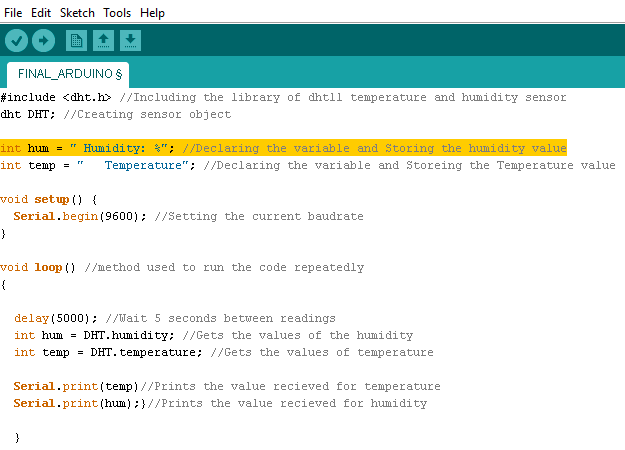 File Edit Sketch Tools Help
FINAL_ARDUINO §
#include <dht.h> //Including the library of dht11 temperature and humidity sensor
dht DHT; //Creating sensor object
int hum = " Humidity: %"; //Declaring the variable and Storing the humidity value
int temp = "   Temperature"; //Declaring the variable and Storeing the Temperature value
void setup() {
  Serial.begin(9600); //Setting the current baudrate
}
void loop() //method used to run the code repeatedly
{
  delay(5000); //Wait 5 seconds between readings
  int hum = DHT.humidity; //Gets the values of the humidity
  int temp = DHT.temperature; //Gets the values of temperature
  Serial.print(temp)//Prints the value recieved for temperature
  Serial.print(hum);}//Prints the value recieved for humidity
  }